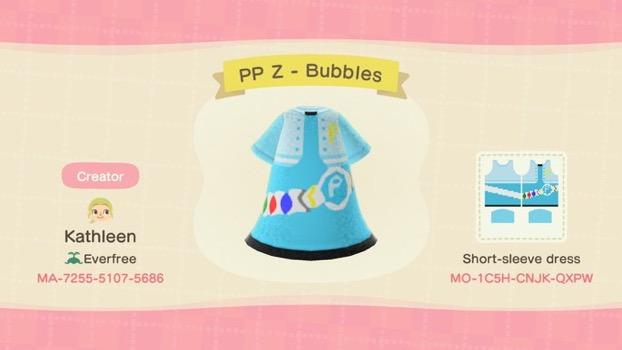 PP Z - Bubbles
P
Creator
Kathleen
Everfree
MA-7255-5107-5686
Short-sleeve dress
MO-1C5H-CNJK-QXPW